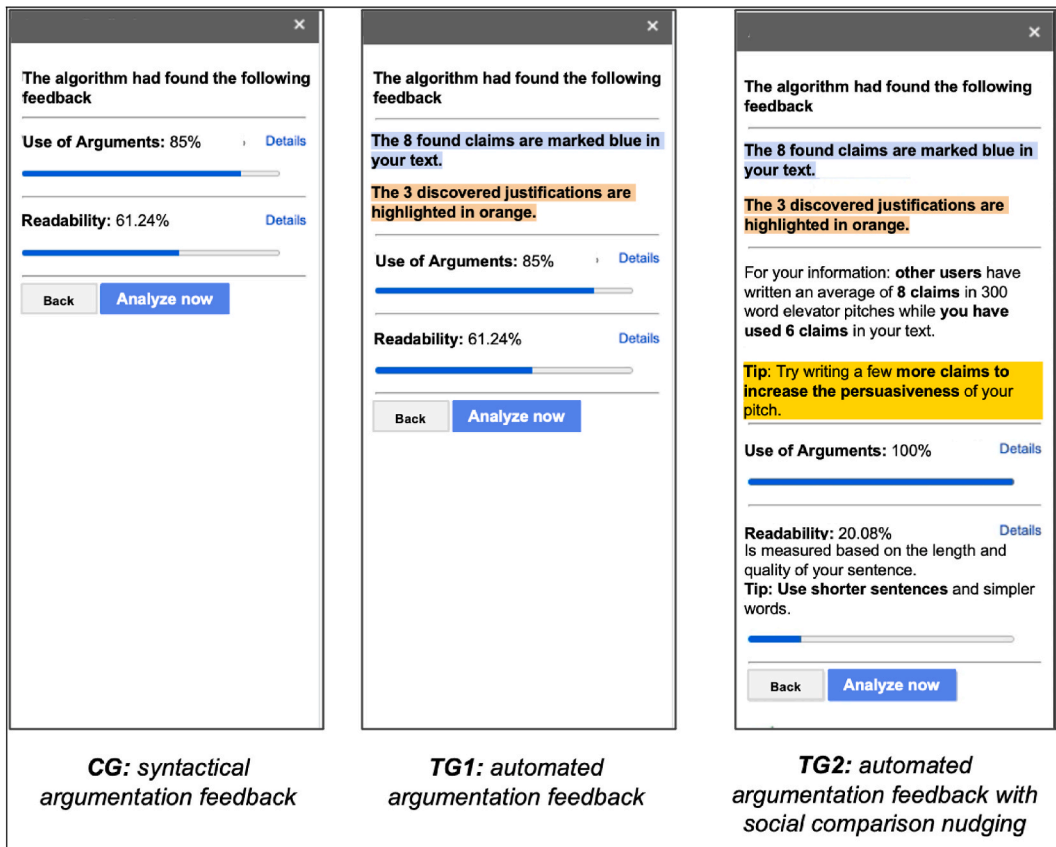 ×
The algorithm had found the following
feedback
Use of Arguments: 85%
Details
Readability: 61.24%
Details
Back
Analyze now
CG: syntactical
argumentation feedback
×
The algorithm had found the following
feedback
The 8 found claims are marked blue in
your text.
The 3 discovered justifications are
highlighted in orange.
Use of Arguments: 85%
Details
Readability: 61.24%
Details
Back
Analyze now
TG1: automated
argumentation feedback
×
The algorithm had found the following
feedback
The 8 found claims are marked blue in
your text.
The 3 discovered justifications are
highlighted in orange.
For your information: other users have
written an average of 8 claims in 300
word elevator pitches while you have
used 6 claims in your text.
Tip: Try writing a few more claims to
increase the persuasiveness of your
pitch.
Use of Arguments: 100%
Details
Readability: 20.08%
Details
Is measured based on the length and
quality of your sentence.
Tip: Use shorter sentences and simpler
words.
Back
Analyze now
TG2: automated
argumentation feedback with
social comparison nudging